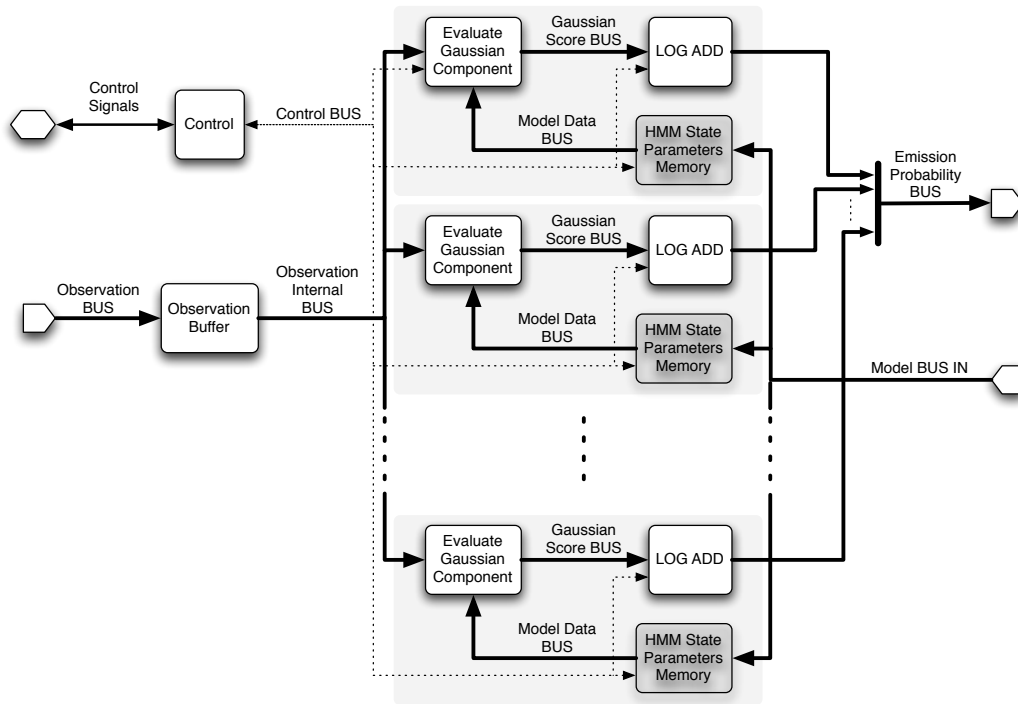 Control
Signals
Control
Control BUS
Observation
BUS
Observation
Buffer
Observation
Internal
BUS
Evaluate
Gaussian
Component
Gaussian
Score BUS
LOG ADD
Model Data
BUS
HMM State
Parameters
Memory
Evaluate
Gaussian
Component
Gaussian
Score BUS
LOG ADD
Model Data
BUS
HMM State
Parameters
Memory
Evaluate
Gaussian
Component
Gaussian
Score BUS
LOG ADD
Model Data
BUS
HMM State
Parameters
Memory
Emission
Probability
BUS
Model BUS IN